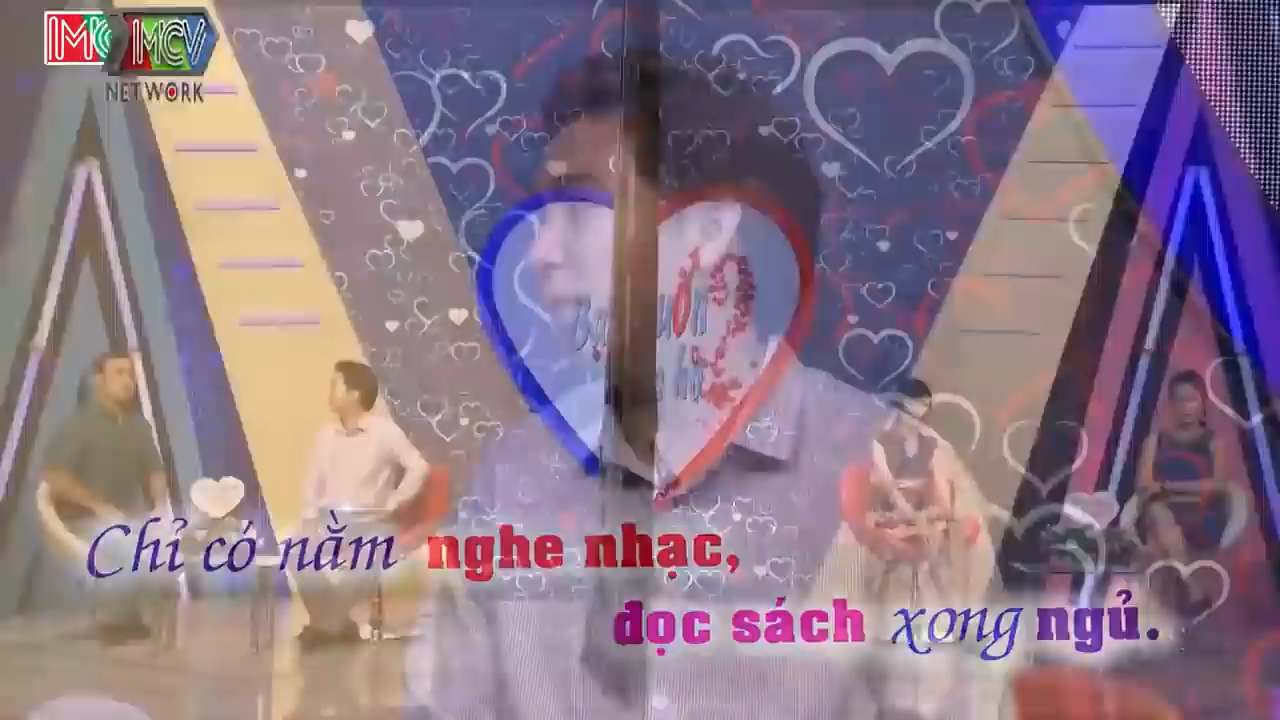 MCV
NETWORK
Chỉ có nằm nghe nhạc,
đọc sách xong ngủ.